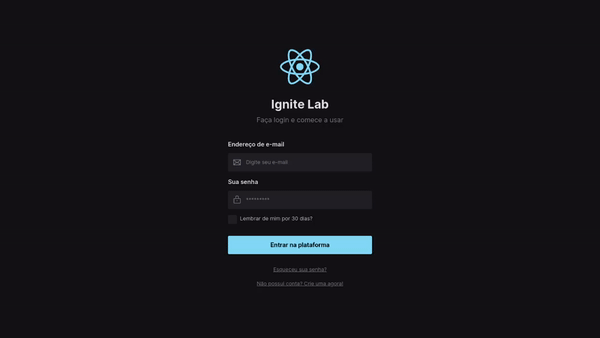 Ignite Lab
Faça login e comece a usar
Endereço de e-mail
Digite seu e-mail
Sua senha
*********
Lembrar de mim por 30 dias?
Entrar na plataforma
Esqueceu sua senha?
Não possui conta? Crie uma agora!